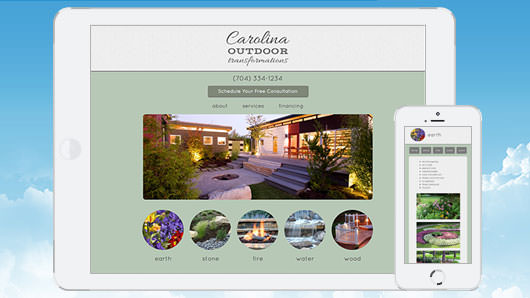 Carolina
OUTDOOR
transformations
(704) 334-1234
Schedule Your Free Consultation
about services financing
earth stone fire water wood
earth